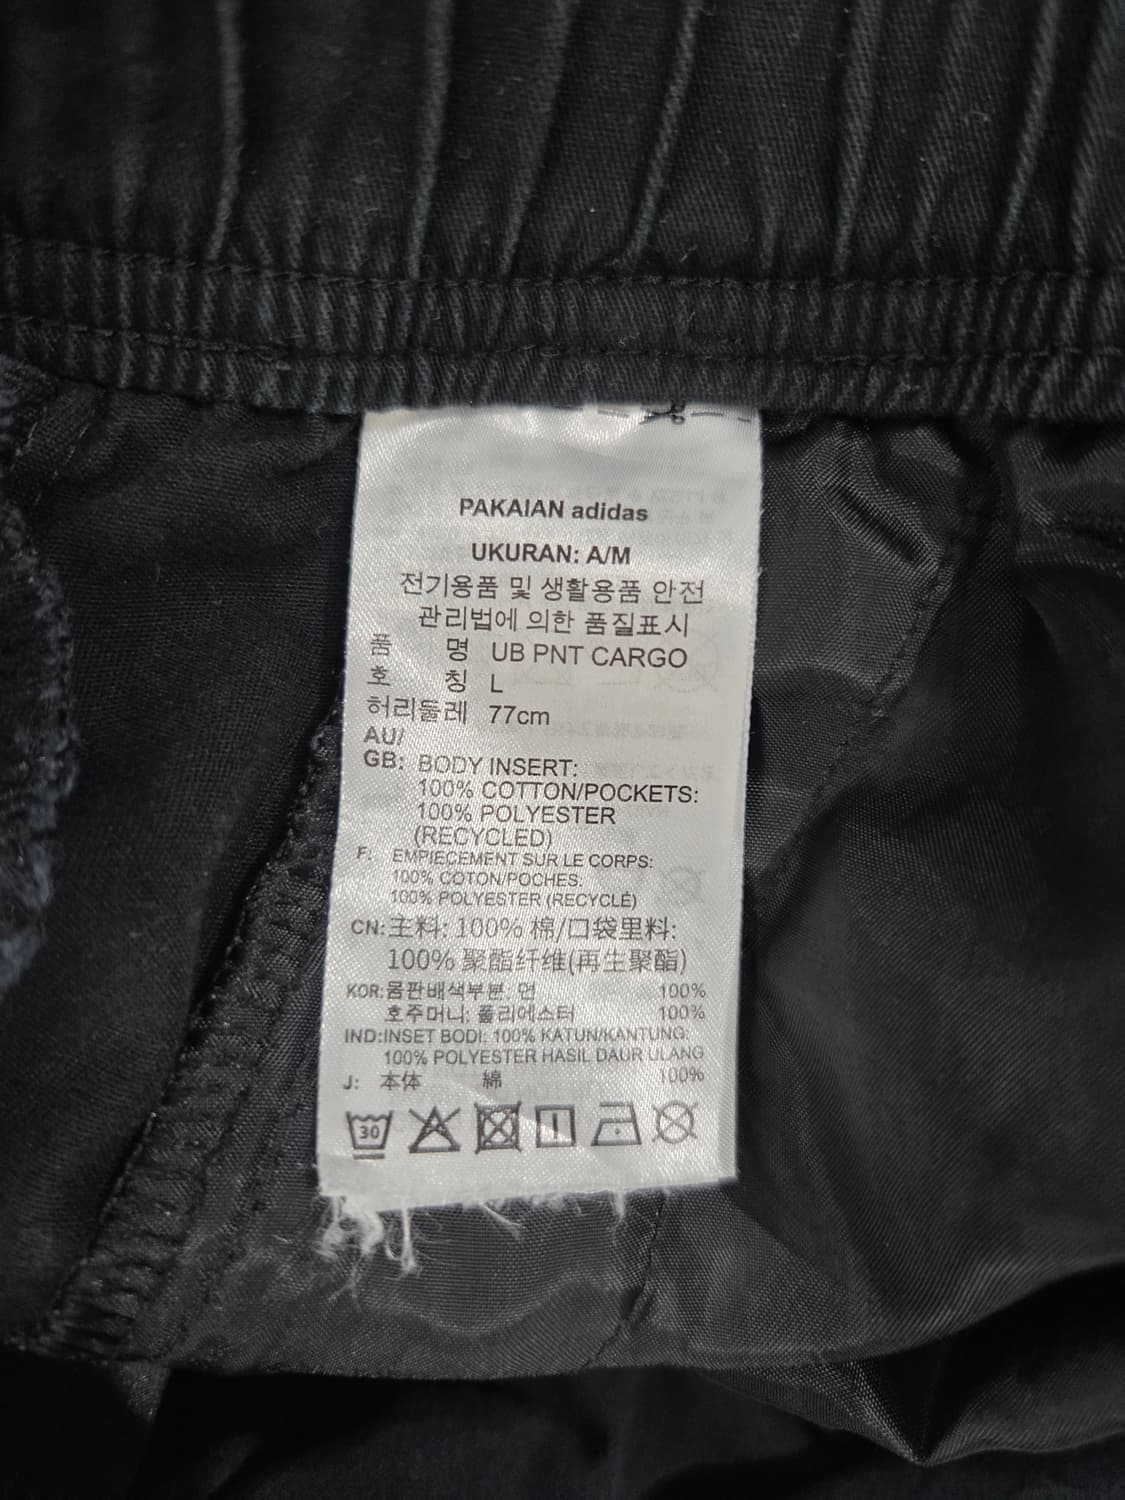 PAKAIAN adidas
UKURAN: A/M
전기용품 및 생활용품 안전
관리법에 의한 품질표시
품 명 UB PNT CARGO
호 칭 L
허리둘레 77cm
AU/
GB: BODY INSERT:
100% COTTON/POCKETS:
100% POLYESTER
(RECYCLED)
F: EMPIECEMENT SUR LE CORPS:
100% COTON/POCHES:
100% POLYESTER (RECYCLÉ)
CN: 主料: 100% 棉/口袋里料:
100% 聚酯纤维(再生聚酯)
KOR: 몸판배색부분: 면 100%
호주머니: 폴리에스터 100%
IND: INSET BODI: 100% KATUN/KANTUNG:
100% POLYESTER HASIL DAUR ULANG
J: 本体 綿 100%
30